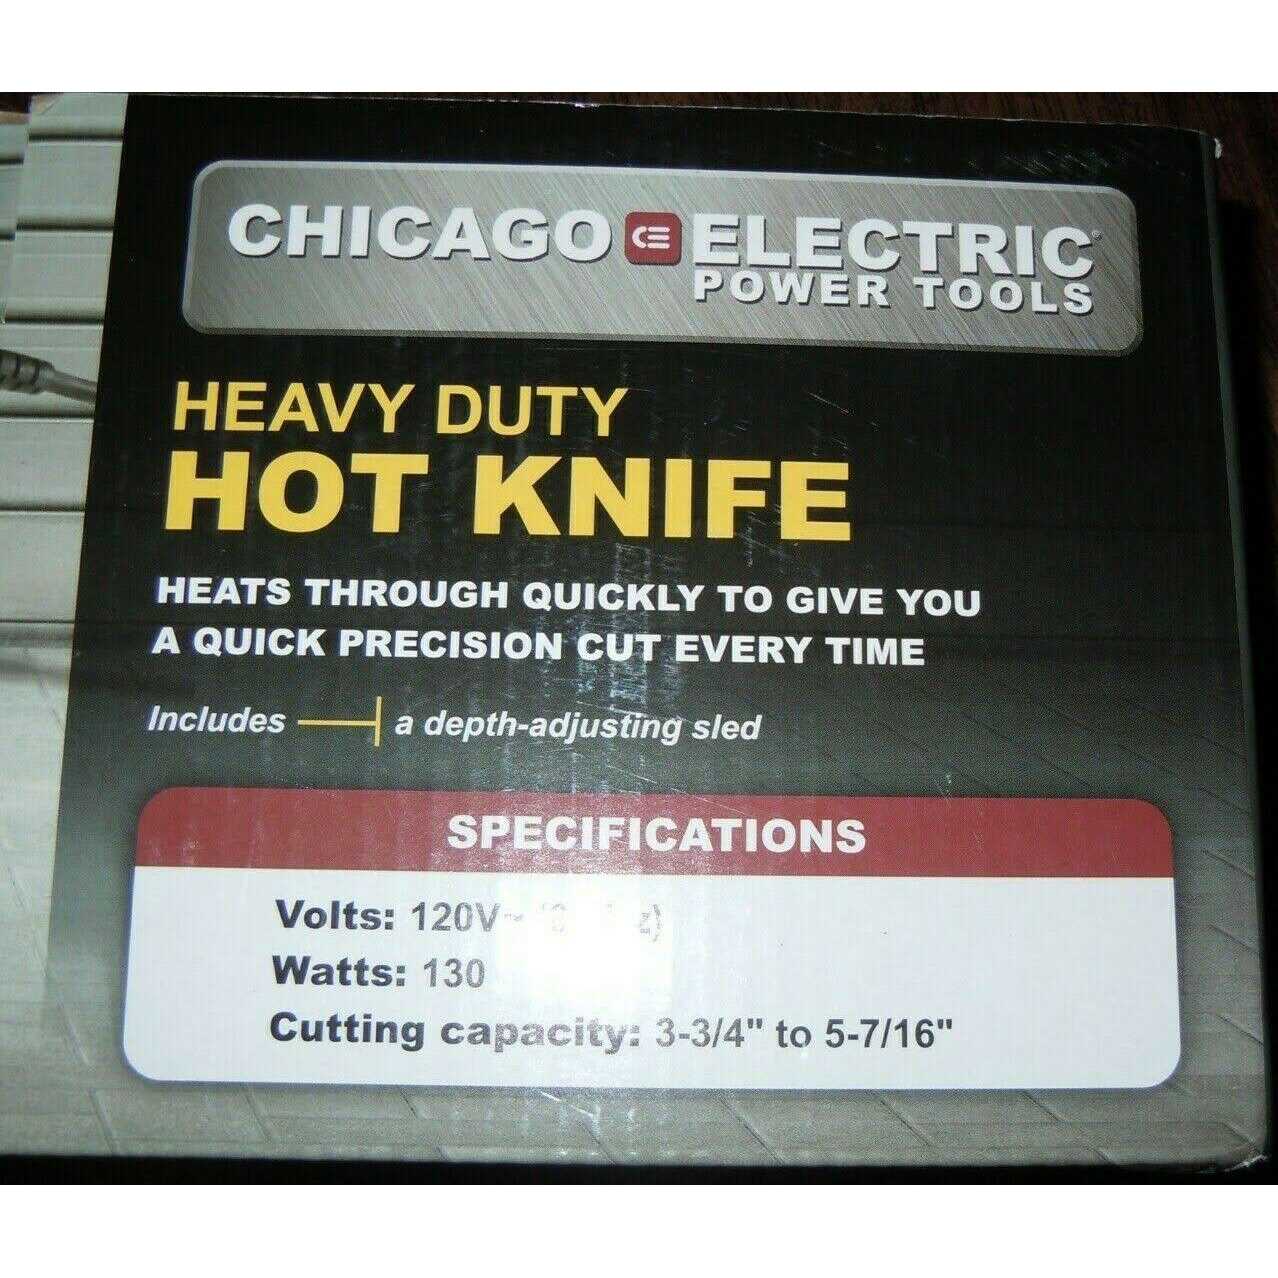 CHICAGO CE ELECTRIC®
POWER TOOLS
HEAVY DUTY
HOT KNIFE
HEATS THROUGH QUICKLY TO GIVE YOU
A QUICK PRECISION CUT EVERY TIME
Includes a depth-adjusting sled
SPECIFICATIONS
Volts: 120V~
Watts: 130
Cutting capacity: 3-3/4" to 5-7/16"